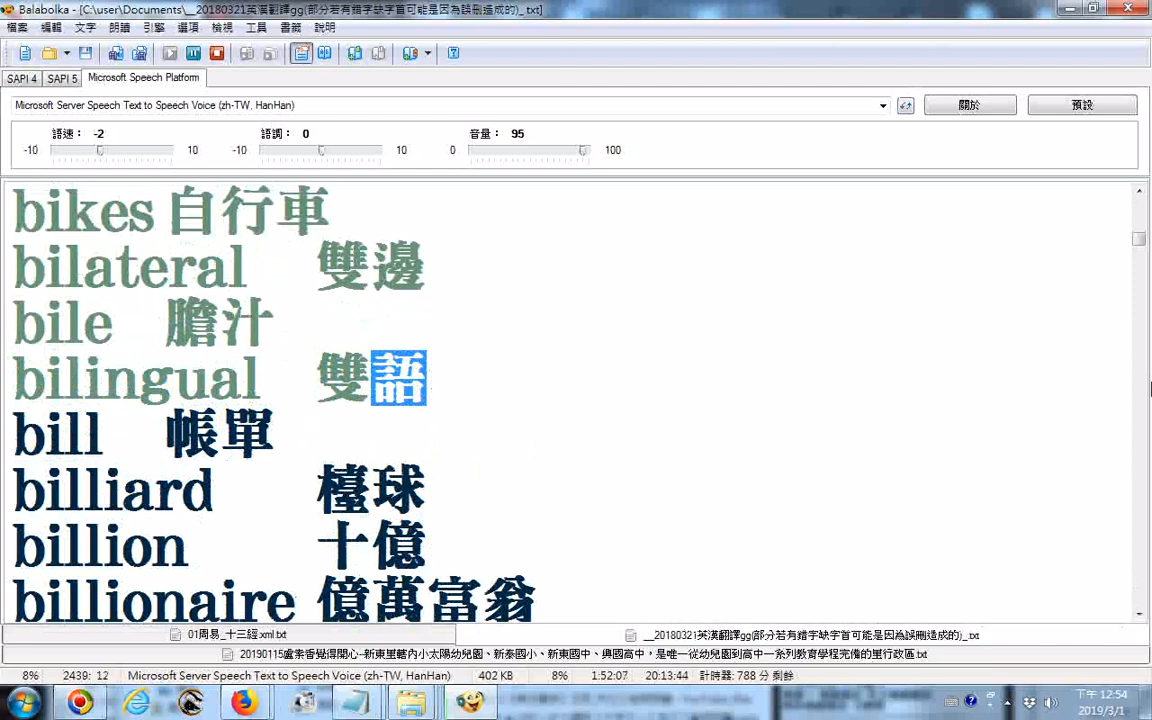 Balabolka - [C:\user\Documents\__20180321英漢翻譯gg(部分若有錯字缺字首可能是因為誤刪造成的)_.txt]
檔案 編輯 文字 朗讀 引擎 選項 檢視 工具 書籤 說明
SAPI 4 SAPI 5 Microsoft Speech Platform
Microsoft Server Speech Text to Speech Voice (zh-TW, HanHan) 關於 預設
語速： -2 語調： 0 音量： 95
-10 10 -10 10 0 100
bikes 自行車
bilateral 雙邊
bile 膽汁
bilingual 雙語
bill 帳單
billiard 檯球
billion 十億
billionaire 億萬富翁
01周易_十三經.xml.txt __20180321英漢翻譯gg(部分若有錯字缺字首可能是因為誤刪造成的)_.txt
20190115盧素香覺得開心-新東里轄內小太陽幼兒園、新泰國小、新東國中、興國高中，是唯一從幼兒園到高中一系列教育學程完備的里行政區.txt
8% 2439: 12 Microsoft Server Speech Text to Speech Voice (zh-TW, HanHan) 402 KB 8% 1:52:07 20:13:44 計時器: 788 分 剩餘
下午 12:54
2019/3/1